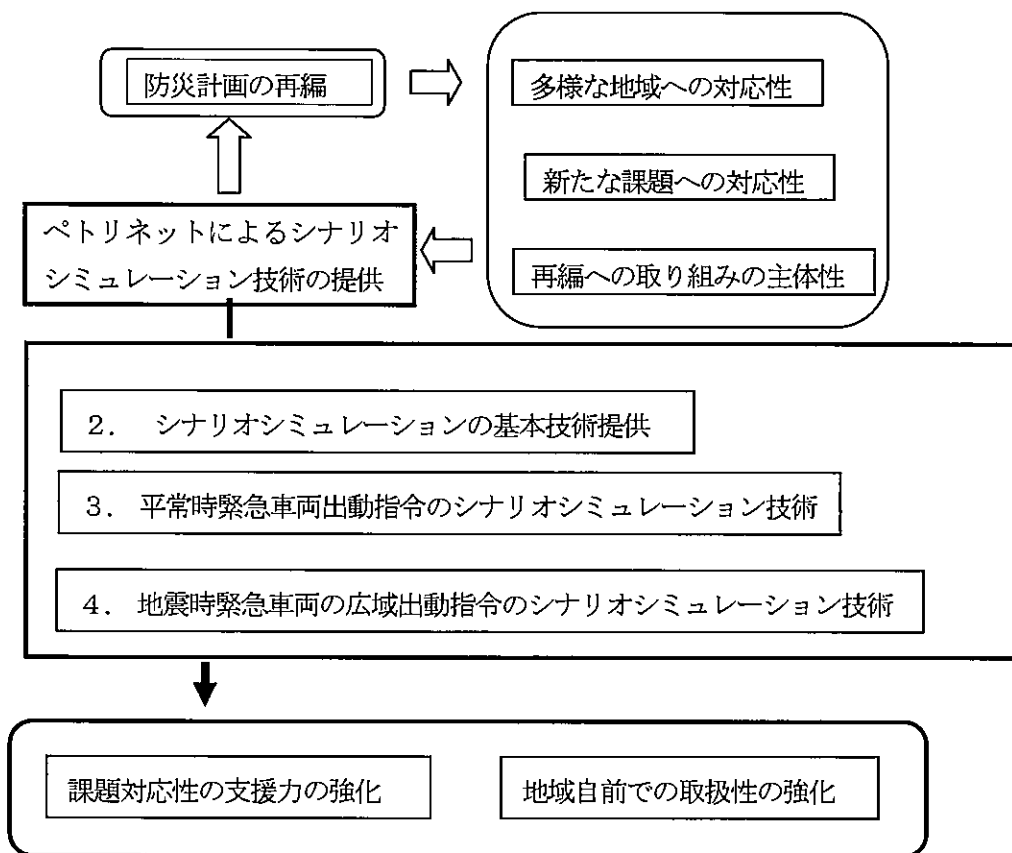 防災計画の再編
多様な地域への対応性
新たな課題への対応性
再編への取り組みの主体性
ペトリネットによるシナリオ
シミュレーション技術の提供
2. シナリオシミュレーションの基本技術提供
3. 平常時緊急車両出動指令のシナリオシミュレーション技術
4. 地震時緊急車両の広域出動指令のシナリオシミュレーション技術
課題対応性の支援力の強化
地域自前での取扱性の強化